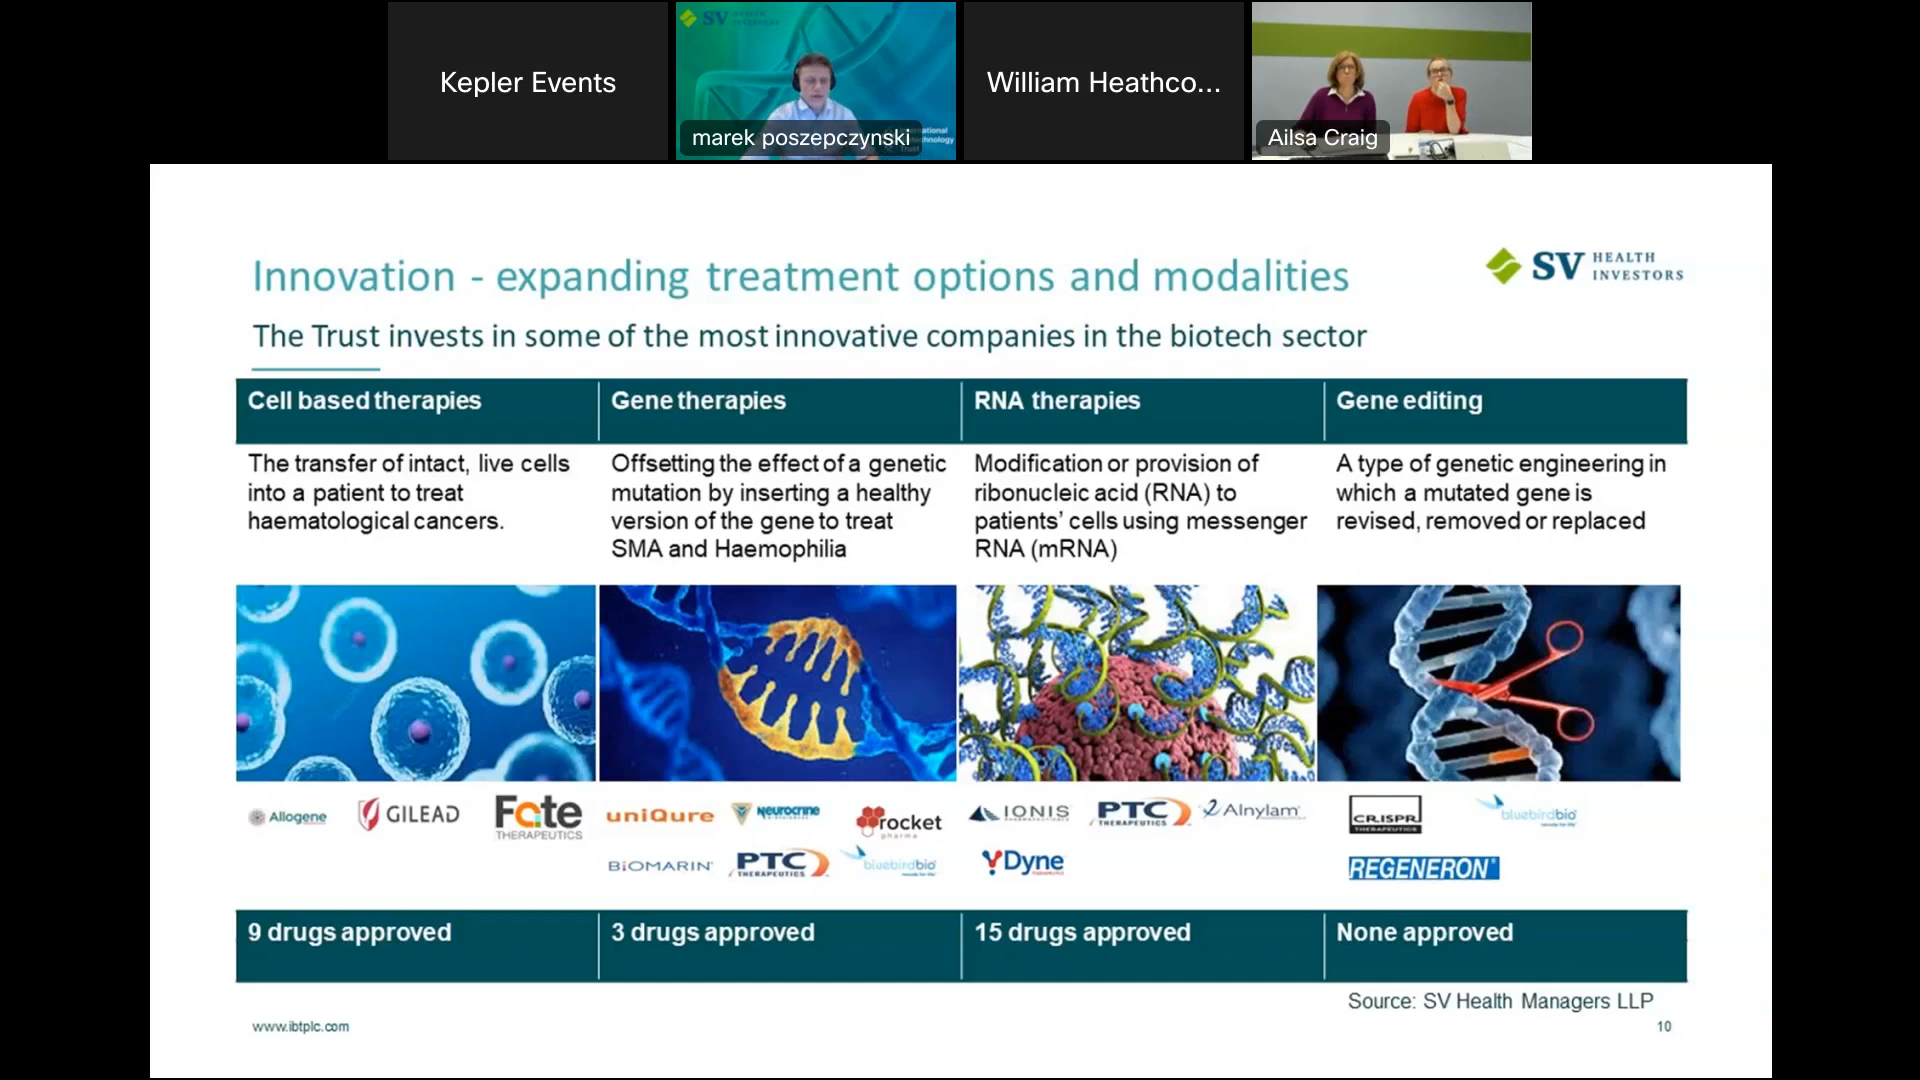 Kepler Events
SV HEALTH
INVESTORS
marek poszepczynski
William Heathco...
Ailsa Craig
Innovation - expanding treatment options and modalities
SV HEALTH
INVESTORS
The Trust invests in some of the most innovative companies in the biotech sector
Cell based therapies
Gene therapies
RNA therapies
Gene editing
The transfer of intact, live cells
into a patient to treat
haematological cancers.
Offsetting the effect of a genetic
mutation by inserting a healthy
version of the gene to treat
SMA and Haemophilia
Modification or provision of
ribonucleic acid (RNA) to
patients' cells using messenger
RNA (mRNA)
A type of genetic engineering in
which a mutated gene is
revised, removed or replaced
Allogene
GILEAD
Fate
THERAPEUTICS
uniQure
NEUROCRINE
rocket
pharma
BIOMARIN
PTC
THERAPEUTICS
bluebirdbio
IONIS
PTC
THERAPEUTICS
Alnylam
Dyne
CRISPR
THERAPEUTICS
bluebirdbio
REGENERON
9 drugs approved
3 drugs approved
15 drugs approved
None approved
Source: SV Health Managers LLP
www.ibtplc.com
10